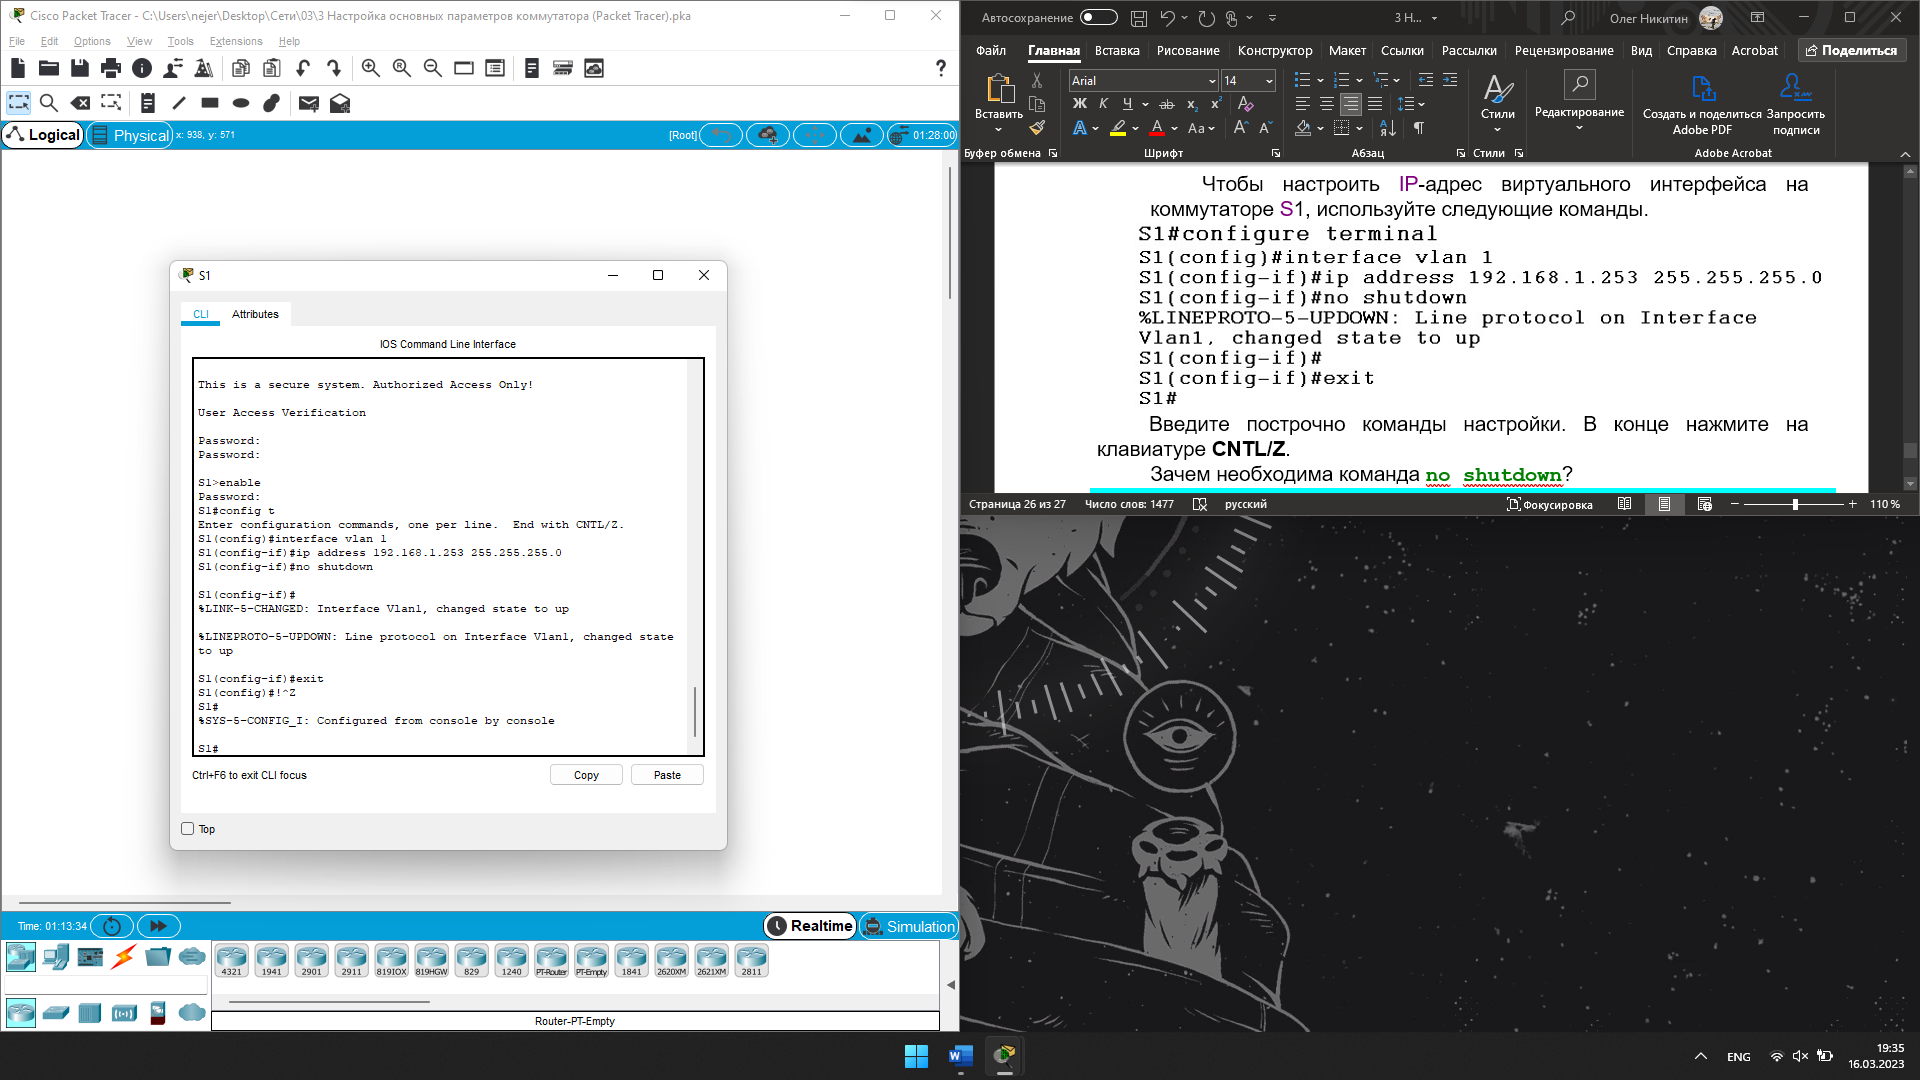 Cisco Packet Tracer - C:\Users\nejer\Desktop\Сети\03\3 Настройка основных параметров коммутатора (Packet Tracer).pka
File Edit Options View Tools Extensions Help
Logical Physical x: 938, y: 571 [Root] 01:28:00
S1
CLI Attributes
IOS Command Line Interface
This is a secure system. Authorized Access Only!
User Access Verification
Password:
Password:
S1>enable
Password:
S1#config t
Enter configuration commands, one per line. End with CNTL/Z.
S1(config)#interface vlan 1
S1(config-if)#ip address 192.168.1.253 255.255.255.0
S1(config-if)#no shutdown
S1(config-if)#
%LINK-5-CHANGED: Interface Vlan1, changed state to up
%LINEPROTO-5-UPDOWN: Line protocol on Interface Vlan1, changed state
to up
S1(config-if)#exit
S1(config)#!^Z
S1#
%SYS-5-CONFIG_I: Configured from console by console
S1#
Ctrl+F6 to exit CLI focus Copy Paste
Top
Time: 01:13:34 Realtime Simulation
4321 1941 2901 2911 819IOX 819HGW 829 1240 PT-Router PT-Empty 1841 2620XM 2621XM 2811
Router-PT-Empty
Автосохранение 3 Н... Олег Никитин
Файл Главная Вставка Рисование Конструктор Макет Ссылки Рассылки Рецензирование Вид Справка Acrobat Поделиться
Вставить
Arial 14
Ж К Ч ab x₂ x²
A A Aa A A
Стили
Редактирование
Создать и поделиться
Adobe PDF
Запросить
подписи
Буфер обмена Шрифт Абзац Стили Adobe Acrobat
Чтобы настроить IP-адрес виртуального интерфейса на
коммутаторе S1, используйте следующие команды.
S1#configure terminal
S1(config)#interface vlan 1
S1(config-if)#ip address 192.168.1.253 255.255.255.0
S1(config-if)#no shutdown
%LINEPROTO-5-UPDOWN: Line protocol on Interface
Vlan1, changed state to up
S1(config-if)#
S1(config-if)#exit
S1#
Введите построчно команды настройки. В конце нажмите на
клавиатуре CNTL/Z.
Зачем необходима команда no shutdown?
Страница 26 из 27 Число слов: 1477 русский Фокусировка 110 %
ENG 19:35
16.03.2023